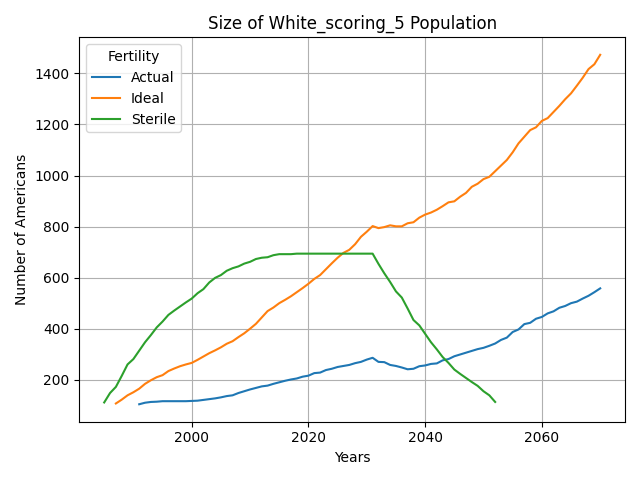 Size of White_scoring_5 Population
Fertility
Actual
Ideal
Sterile
Number of Americans
1400
1200
1000
800
600
400
200
2000
2020
2040
2060
Years